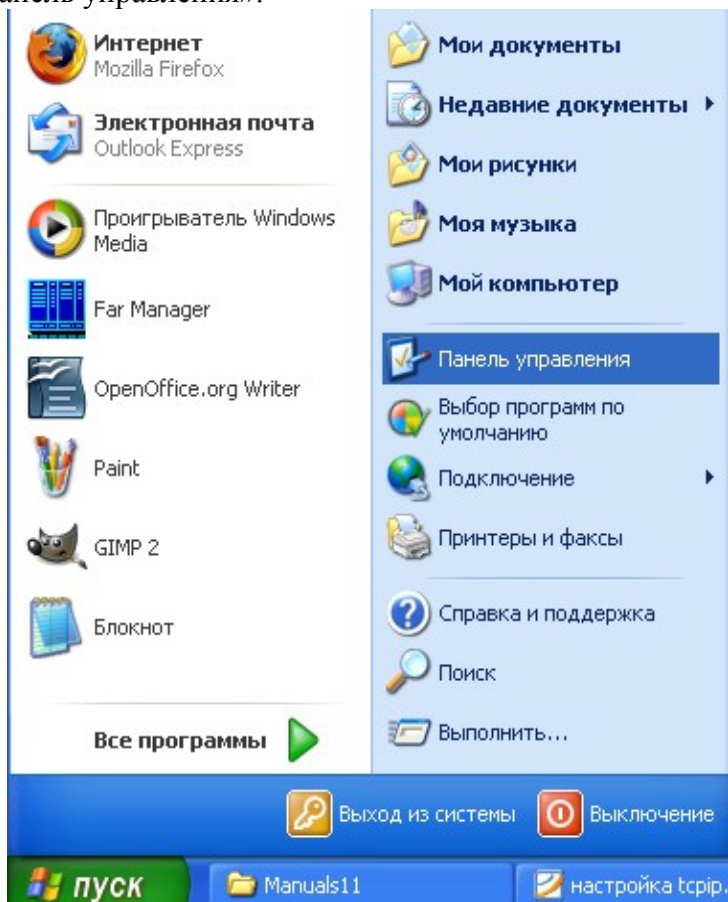 анель управления».
Интернет
Mozilla Firefox
Электронная почта
Outlook Express
Проигрыватель Windows
Media
Far Manager
OpenOffice.org Writer
Paint
GIMP 2
Блокнот
Все программы
Мои документы
Недавние документы
Мои рисунки
Моя музыка
Мой компьютер
Панель управления
Выбор программ по
умолчанию
Подключение
Принтеры и факсы
Справка и поддержка
Поиск
Выполнить...
Выход из системы
Выключение
пуск
Manuals11
настройка tcpip.